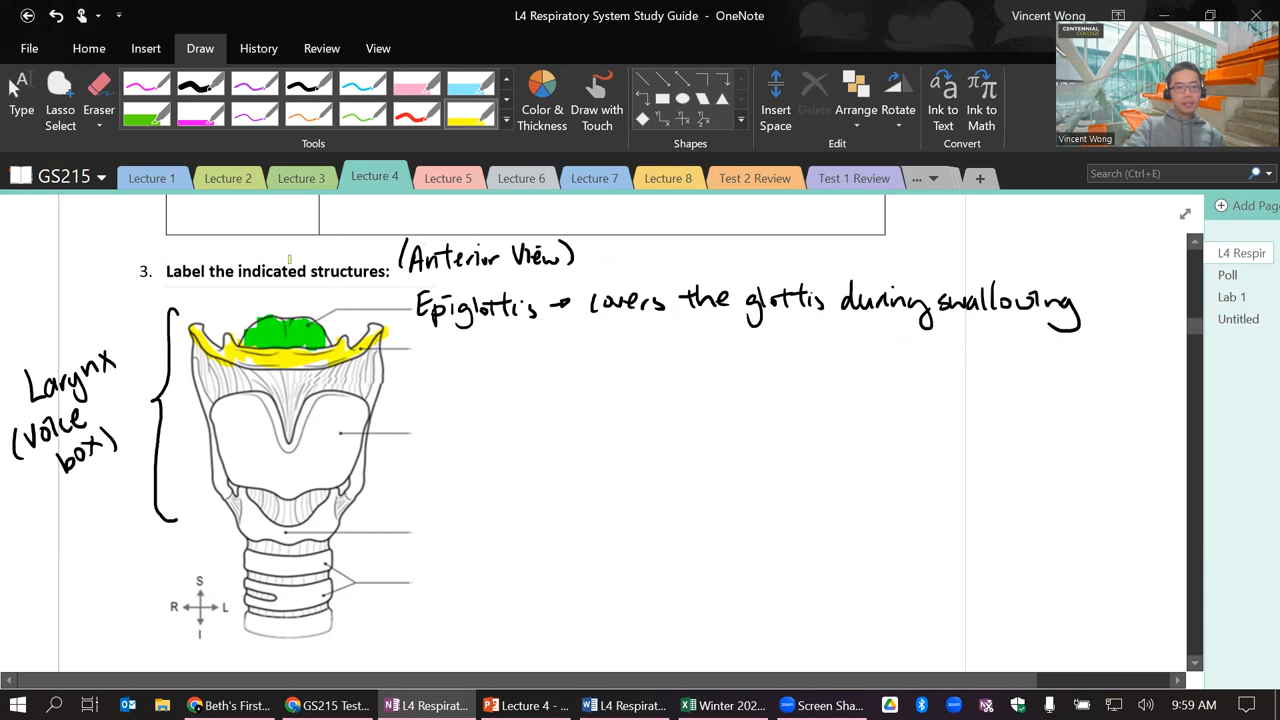 L4 Respiratory System Study Guide - OneNote
Vincent Wong
File Home Insert Draw History Review View
Type
Lasso Select
Eraser
Color & Thickness
Draw with Touch
Insert Space
Delete
Arrange
Rotate
Ink to Text
Ink to Math
Tools
Shapes
Edit
Convert
CENTENNIAL COLLEGE
Vincent Wong
GS215
Lecture 1 Lecture 2 Lecture 3 Lecture 4 Lecture 5 Lecture 6 Lecture 7 Lecture 8 Test 2 Review Test 1 Review ...
Search (Ctrl+E)
Add Pag
L4 Respir
Poll
Lab 1
Untitled
3. Label the indicated structures: (Anterior View)
Epiglottis → covers the glottis during swallowing
Larynx
(Voice
box)
S
R L
I
Beth's First... GS215 Test... L4 Respirat... Lecture 4 - ... L4 Respirat... Winter 202... Screen Sha...
9:59 AM